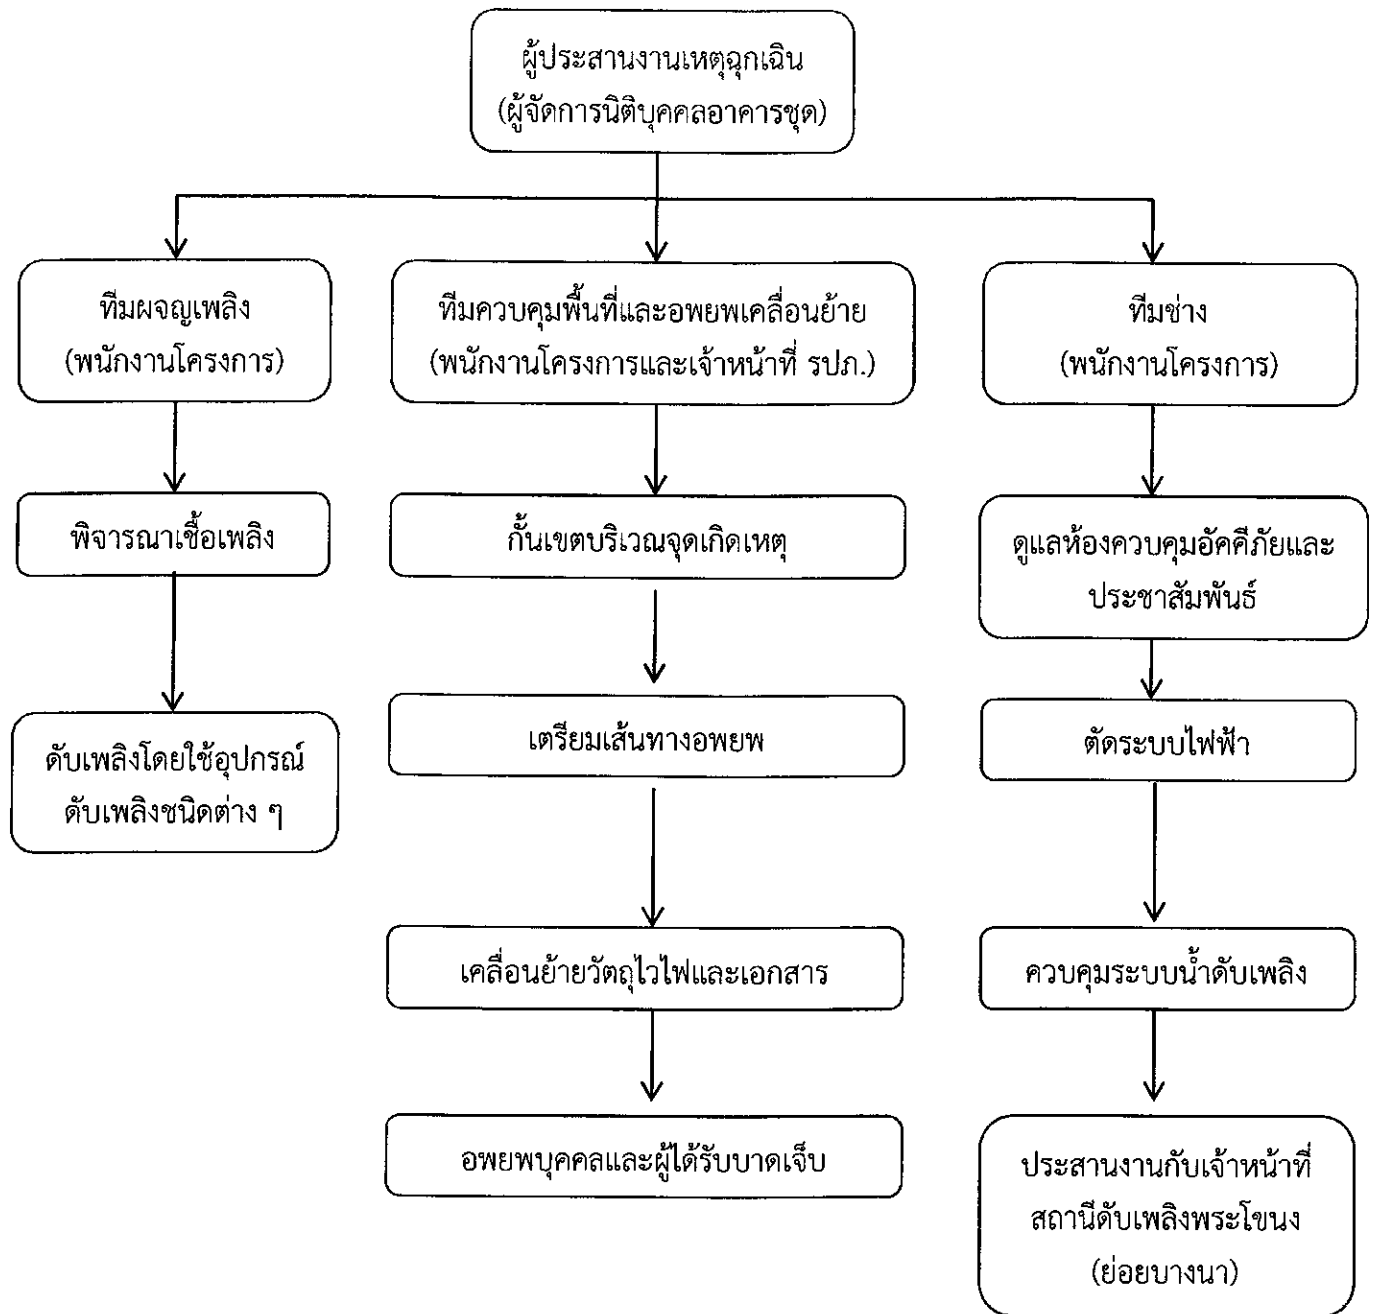 ผู้ประสานงานเหตุฉุกเฉิน
(ผู้จัดการนิติบุคคลอาคารชุด)
ทีมผจญเพลิง
(พนักงานโครงการ)
พิจารณาเชื้อเพลิง
ดับเพลิงโดยใช้อุปกรณ์
ดับเพลิงชนิดต่าง ๆ
ทีมควบคุมพื้นที่และอพยพเคลื่อนย้าย
(พนักงานโครงการและเจ้าหน้าที่ รปภ.)
กั้นเขตบริเวณจุดเกิดเหตุ
เตรียมเส้นทางอพยพ
เคลื่อนย้ายวัตถุไวไฟและเอกสาร
อพยพบุคคลและผู้ได้รับบาดเจ็บ
ทีมช่าง
(พนักงานโครงการ)
ดูแลห้องควบคุมอัคคีภัยและ
ประชาสัมพันธ์
ตัดระบบไฟฟ้า
ควบคุมระบบน้ำดับเพลิง
ประสานงานกับเจ้าหน้าที่
สถานีดับเพลิงพระโขนง
(ย่อยบางนา)